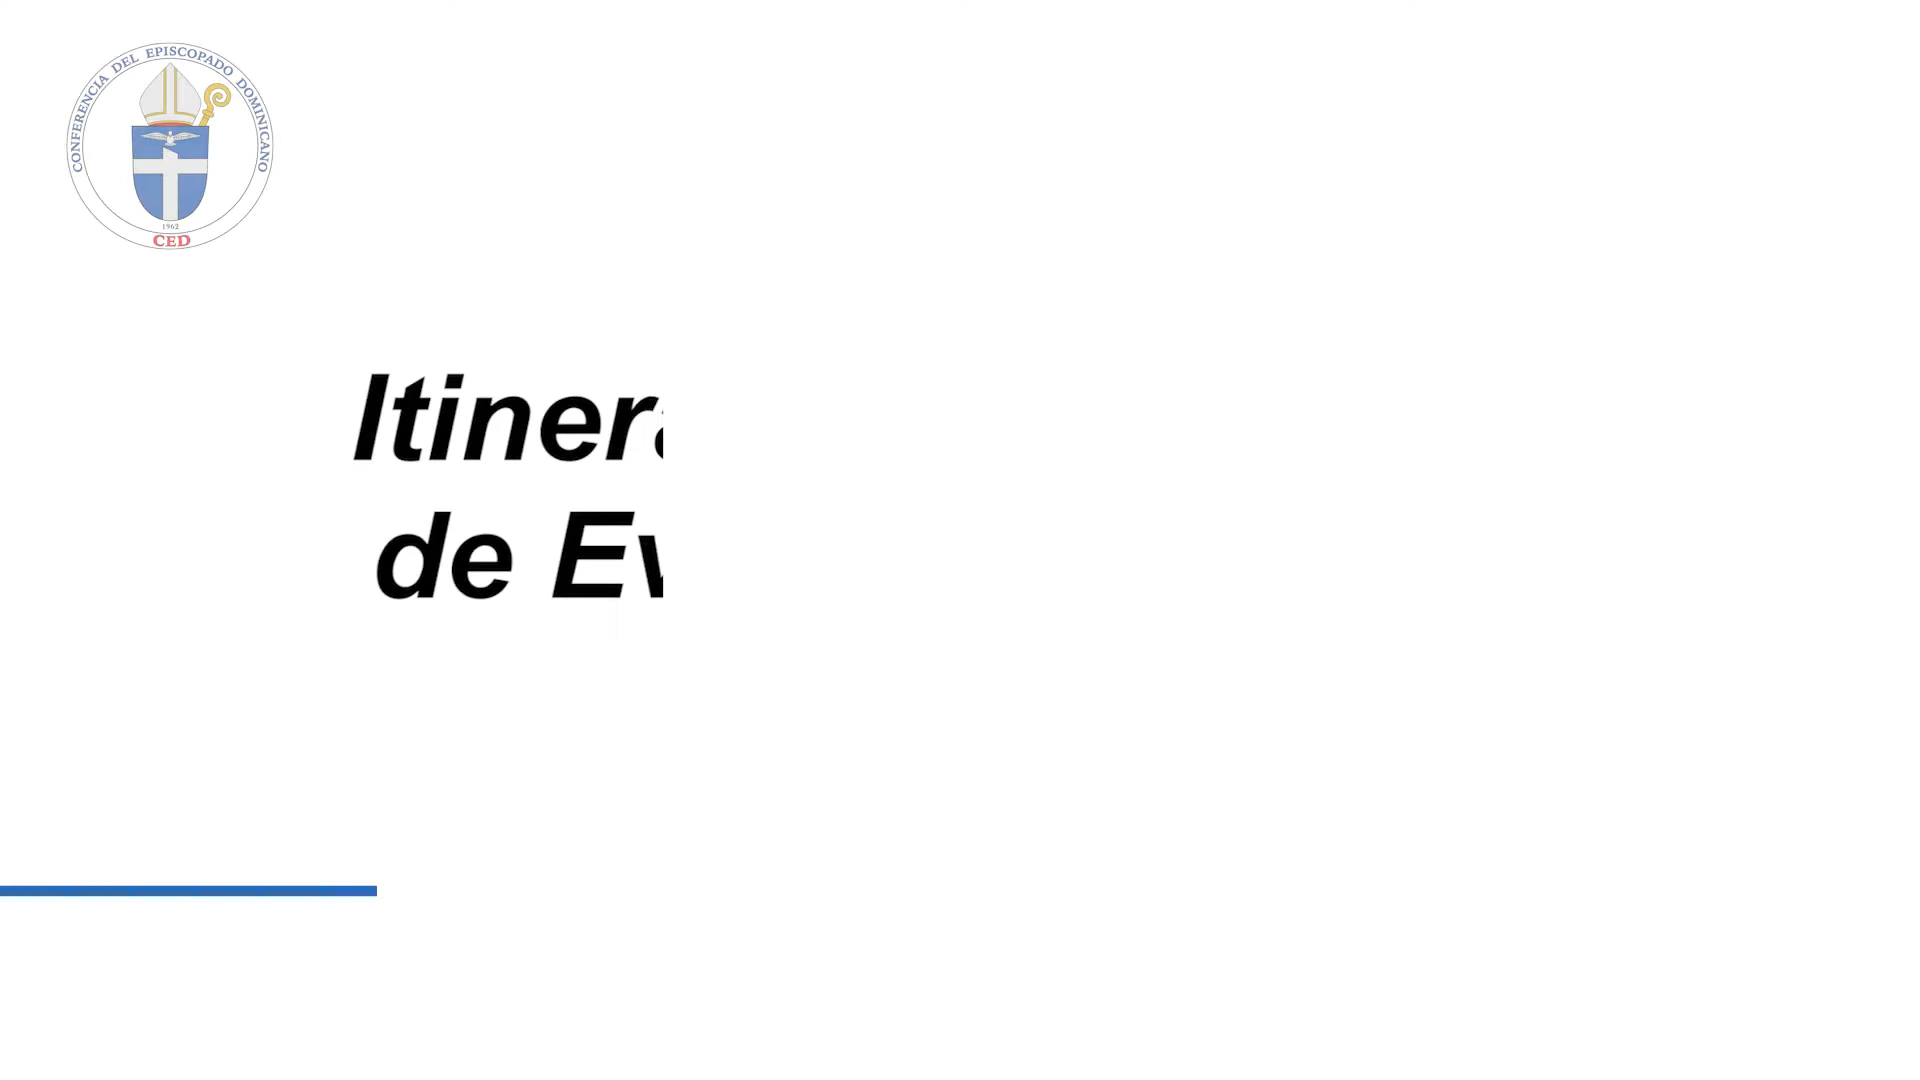 CONFERENCIA DEL EPISCOPADO DOMINICANO
1962
CED
Itiner
de Ev